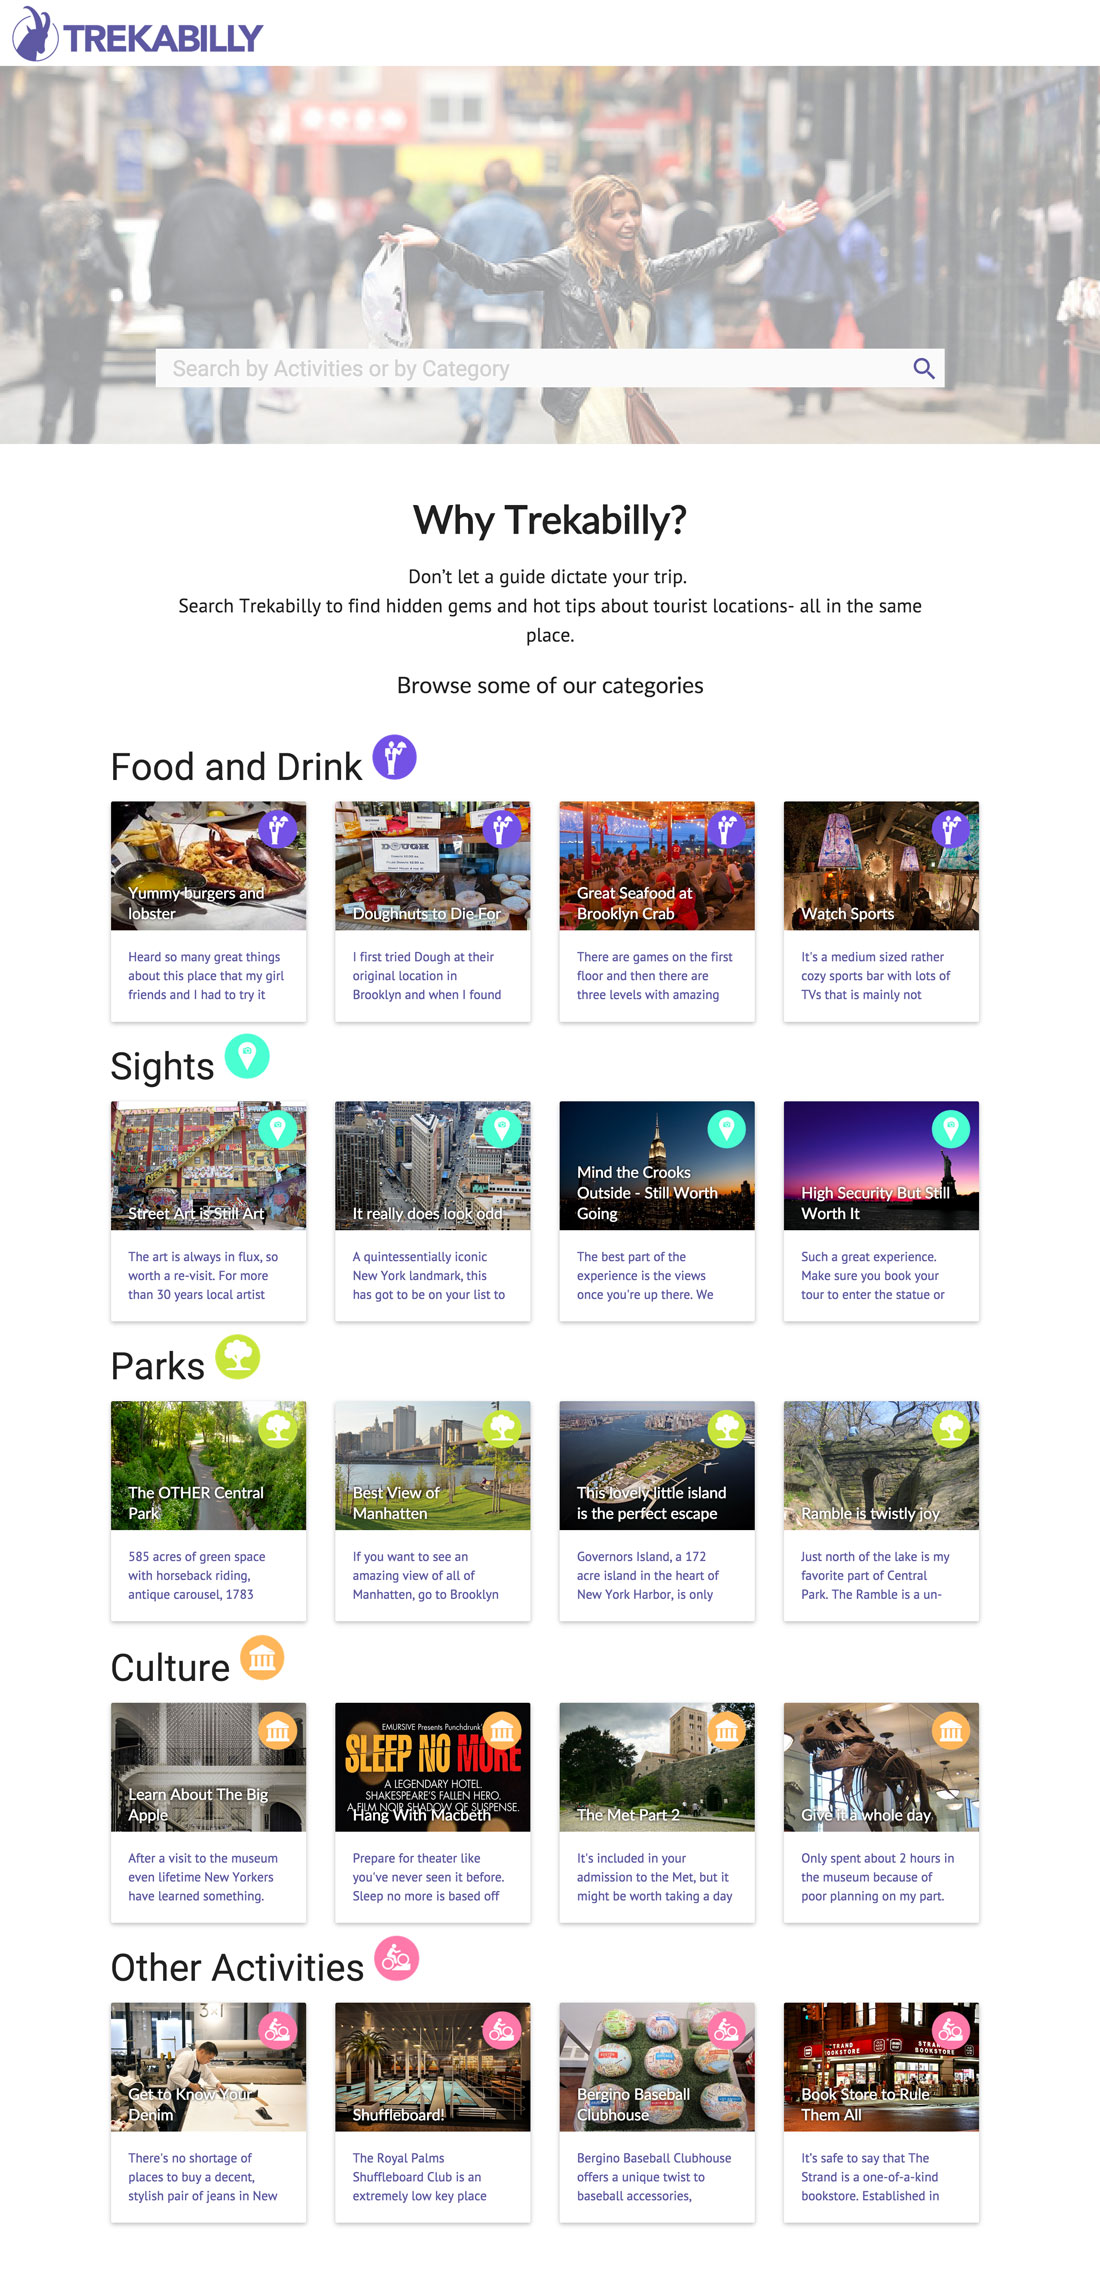 TREKABILLY
Search by Activities or by Category
Why Trekabilly?
Don’t let a guide dictate your trip.
Search Trekabilly to find hidden gems and hot tips about tourist locations- all in the same
place.
Browse some of our categories
Food and Drink
Yummy burgers and
lobster
Heard so many great things
about this place that my girl
friends and I had to try it
DOUGH
Doughnuts to Die For
I first tried Dough at their
original location in
Brooklyn and when I found
Great Seafood at
Brooklyn Crab
There are games on the first
floor and then there are
three levels with amazing
Watch Sports
It's a medium sized rather
cozy sports bar with lots of
TVs that is mainly not
Sights
Street Art is Still Art
The art is always in flux, so
worth a re-visit. For more
than 30 years local artist
It really does look odd
A quintessentially iconic
New York landmark, this
has got to be on your list to
Mind the Crooks
Outside - Still Worth
Going
The best part of the
experience is the views
once you're up there. We
High Security But Still
Worth It
Such a great experience.
Make sure you book your
tour to enter the statue or
Parks
The OTHER Central
Park
585 acres of green space
with horseback riding,
antique carousel, 1783
Best View of
Manhatten
If you want to see an
amazing view of all of
Manhatten, go to Brooklyn
This lovely little island
is the perfect escape
Governors Island, a 172
acre island in the heart of
New York Harbor, is only
Ramble is twistly joy
Just north of the lake is my
favorite part of Central
Park. The Ramble is a un-
Culture
Learn About The Big
Apple
After a visit to the museum
even lifetime New Yorkers
have learned something.
EMURSIVE Presents Punchdrunk'
SLEEP NO MORE
A LEGENDARY HOTEL.
SHAKESPEARE'S FALLEN HERO.
A FILM NOIR SHADOW OF SUSPENSE.
Hang With Macbeth
Prepare for theater like
you've never seen it before.
Sleep no more is based off
The Met Part 2
It's included in your
admission to the Met, but it
might be worth taking a day
Give it a whole day
Only spent about 2 hours in
the museum because of
poor planning on my part.
Other Activities
3×1
Get to Know Your
Denim
There's no shortage of
places to buy a decent,
stylish pair of jeans in New
Shuffleboard!
The Royal Palms
Shuffleboard Club is an
extremely low key place
Bergino Baseball
Clubhouse
Bergino Baseball Clubhouse
offers a unique twist to
baseball accessories,
STRAND
BOOKSTORE
Book Store to Rule
Them All
It’s safe to say that The
Strand is a one-of-a-kind
bookstore. Established in